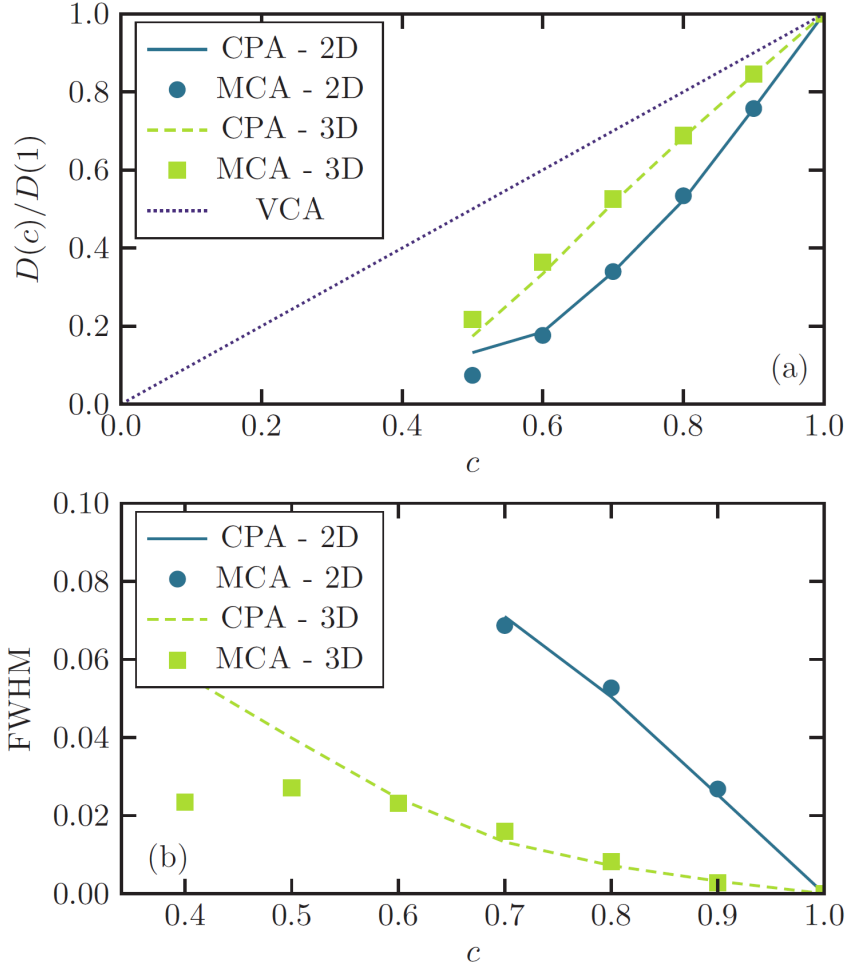 1.0
0.8
0.6
0.4
0.2
0.0
D(c)/D(1)
CPA - 2D
MCA - 2D
CPA - 3D
MCA - 3D
VCA
(a)
0.0 0.2 0.4 0.6 0.8 1.0
c
0.10
0.08
0.06
0.04
0.02
0.00
FWHM
CPA - 2D
MCA - 2D
CPA - 3D
MCA - 3D
(b)
0.4 0.5 0.6 0.7 0.8 0.9 1.0
c